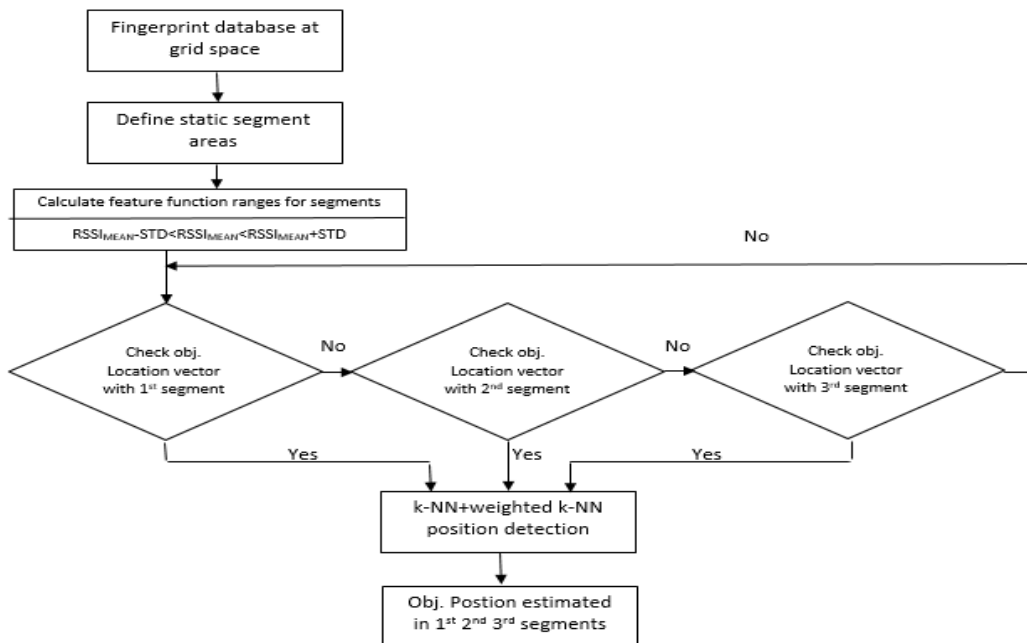 Fingerprint database at
grid space
Define static segment
areas
Calculate feature function ranges for segments
RSSIMEAN-STD<RSSIMEAN<RSSIMEAN+STD
No
Check obj.
Location vector
with 1st segment
No
Check obj.
Location vector
with 2nd segment
No
Check obj.
Location vector
with 3rd segment
Yes
Yes
Yes
k-NN+weighted k-NN
position detection
Obj. Postion estimated
in 1st 2nd 3rd segments